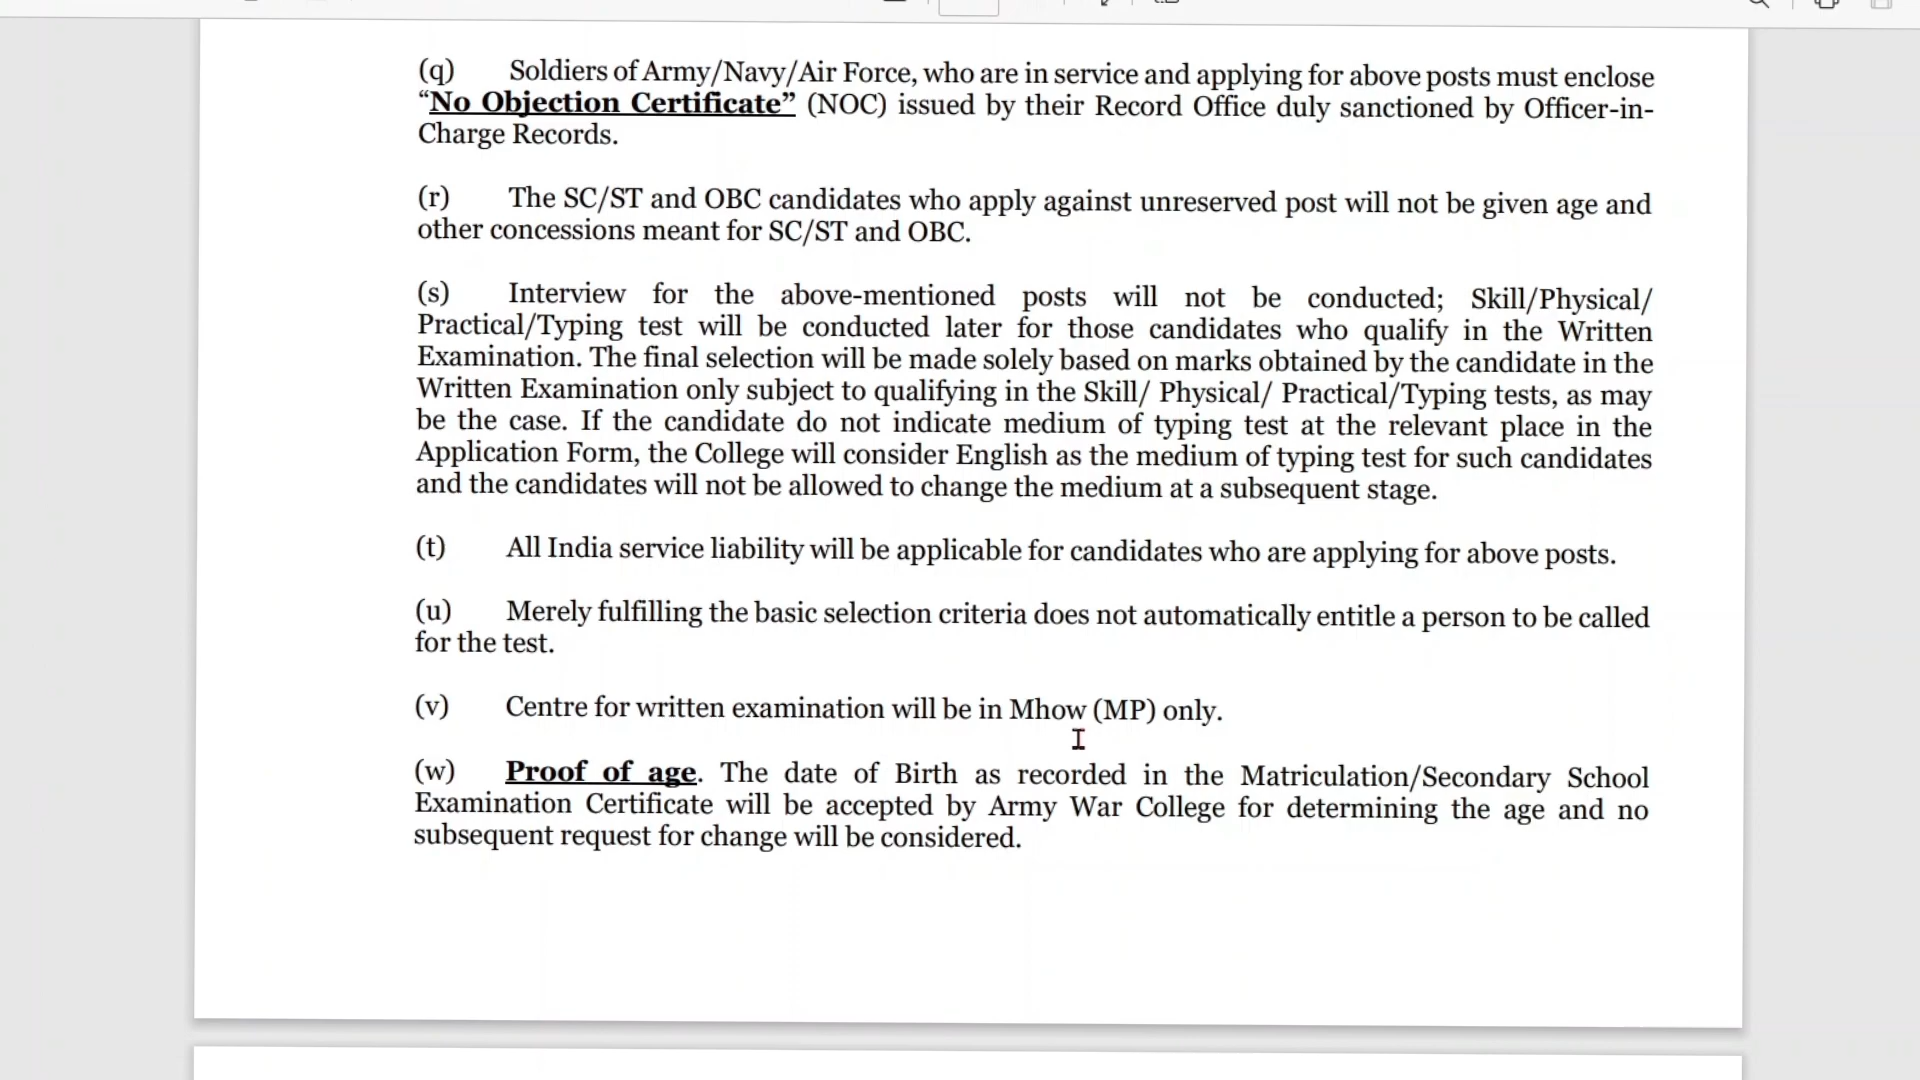 (q) Soldiers of Army/Navy/Air Force, who are in service and applying for above posts must enclose
“No Objection Certificate” (NOC) issued by their Record Office duly sanctioned by Officer-in-
Charge Records.
(r) The SC/ST and OBC candidates who apply against unreserved post will not be given age and
other concessions meant for SC/ST and OBC.
(s) Interview for the above-mentioned posts will not be conducted; Skill/Physical/
Practical/Typing test will be conducted later for those candidates who qualify in the Written
Examination. The final selection will be made solely based on marks obtained by the candidate in the
Written Examination only subject to qualifying in the Skill/ Physical/ Practical/Typing tests, as may
be the case. If the candidate do not indicate medium of typing test at the relevant place in the
Application Form, the College will consider English as the medium of typing test for such candidates
and the candidates will not be allowed to change the medium at a subsequent stage.
(t) All India service liability will be applicable for candidates who are applying for above posts.
(u) Merely fulfilling the basic selection criteria does not automatically entitle a person to be called
for the test.
(v) Centre for written examination will be in Mhow (MP) only.
(w) Proof of age. The date of Birth as recorded in the Matriculation/Secondary School
Examination Certificate will be accepted by Army War College for determining the age and no
subsequent request for change will be considered.